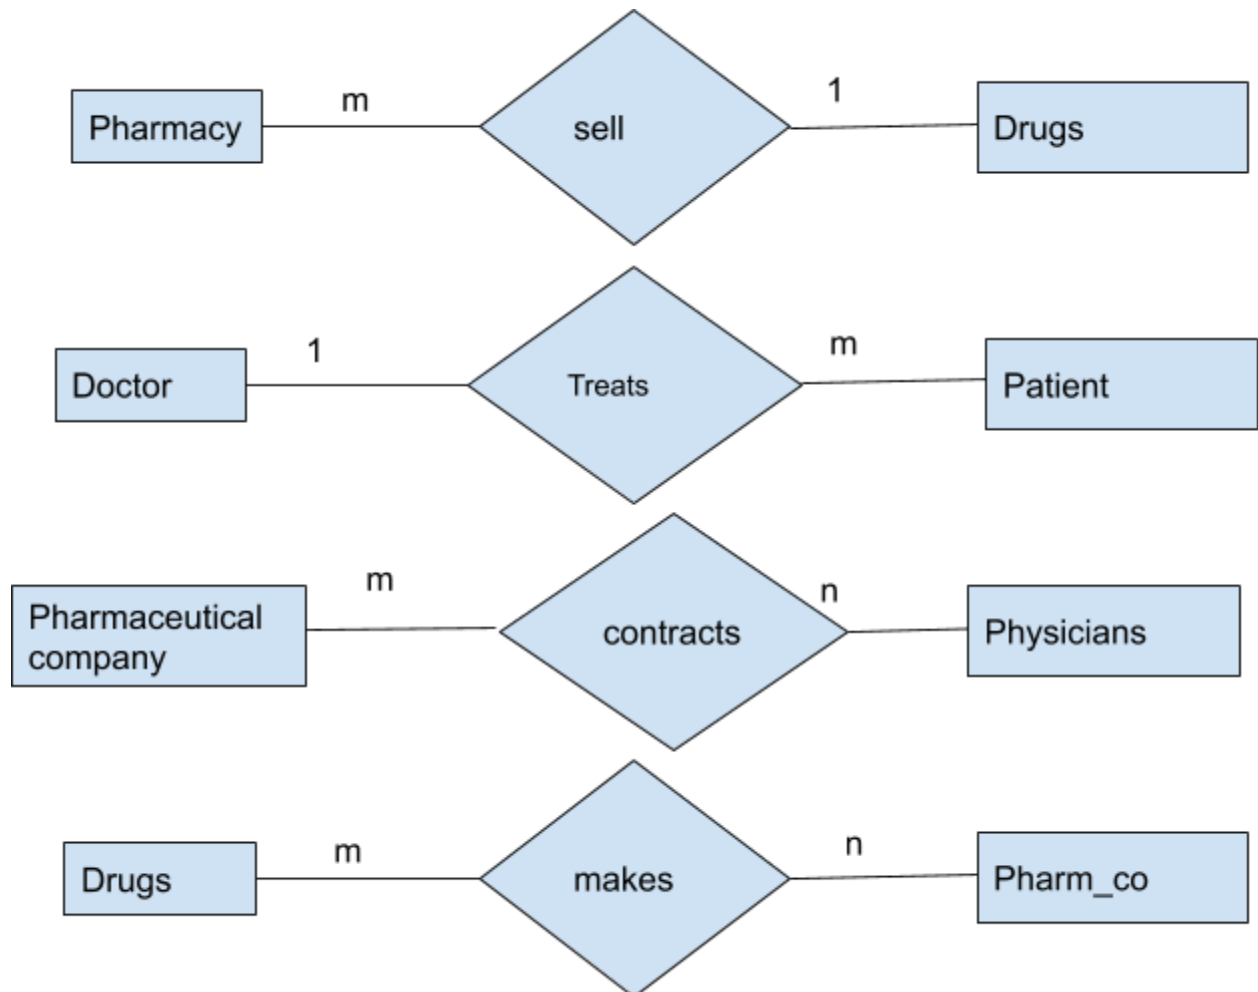 m
1
Pharmacy
sell
Drugs
1
m
Doctor
Treats
Patient
m
n
Pharmaceutical
company
contracts
Physicians
m
n
Drugs
makes
Pharm_co